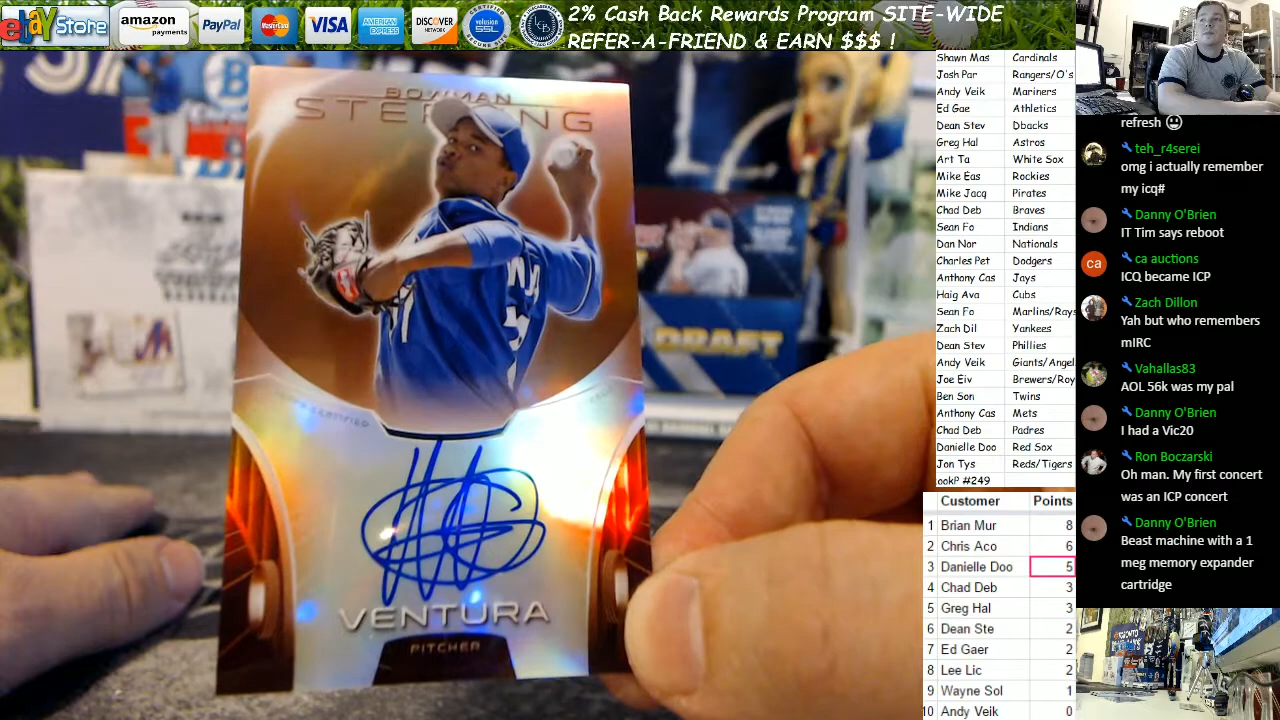 ebay Store
amazon
payments
PayPal
MasterCard
VISA
AMERICAN EXPRESS
DISCOVER
NETWORK
volusion
SSL
2% Cash Back Rewards Program SITE-WIDE
REFER-A-FRIEND & EARN $$$ !
BOWMAN
STERLING
CERTIFIED
VENTURA
PITCHER
DRAFT
Shawn Mas Cardinals
Josh Par Rangers/O's
Andy Veik Mariners
Ed Gae Athletics
Dean Stev Dbacks
Greg Hal Astros
Art Ta White Sox
Mike Eas Rockies
Mike Jacq Pirates
Chad Deb Braves
Sean Fo Indians
Dan Nor Nationals
Charles Pet Dodgers
Anthony Cas Jays
Haig Ava Cubs
Sean Fo Marlins/Rays
Zach Dil Yankees
Dean Stev Phillies
Andy Veik Giants/Angel
Joe Eiv Brewers/Roy
Ben Son Twins
Anthony Cas Mets
Chad Deb Padres
Danielle Doo Red Sox
Jon Tys Reds/Tigers
ookP #249
Customer Points
1 Brian Mur 8
2 Chris Aco 6
3 Danielle Doo 5
4 Chad Deb 3
5 Greg Hal 3
6 Dean Ste 2
7 Ed Gaer 2
8 Lee Lic 2
9 Wayne Sol 1
10 Andy Veik 0
refresh
teh_r4serei
omg i actually remember
my icq#
Danny O'Brien
IT Tim says reboot
ca
ca auctions
ICQ became ICP
Zach Dillon
Yah but who remembers
mIRC
Vahallas83
AOL 56k was my pal
Danny O'Brien
I had a Vic20
Ron Boczarski
Oh man. My first concert
was an ICP concert
Danny O'Brien
Beast machine with a 1
meg memory expander
cartridge